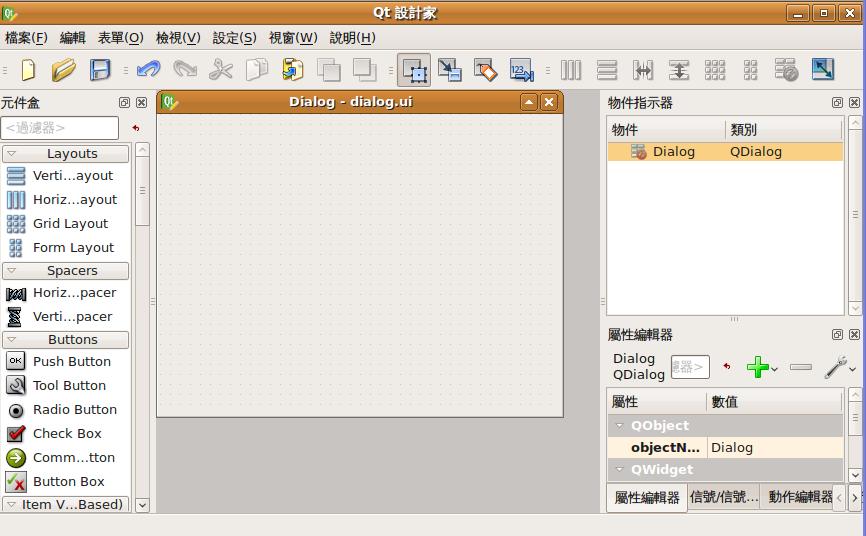 Qt 設計家
檔案(F) 編輯 表單(O) 檢視(V) 設定(S) 視窗(W) 說明(H)
元件盒
<過濾器>
Layouts
Verti...ayout
Horiz...ayout
Grid Layout
Form Layout
Spacers
Horiz...pacer
Verti...pacer
Buttons
OK Push Button
Tool Button
Radio Button
Check Box
Comm...tton
Button Box
Item V...Based)
Dialog - dialog.ui
物件指示器
物件 類別
Dialog QDialog
屬性編輯器
Dialog
QDialog
濾器>
屬性 數值
QObject
objectN... Dialog
QWidget
屬性編輯器 信號/信號... 動作編輯器